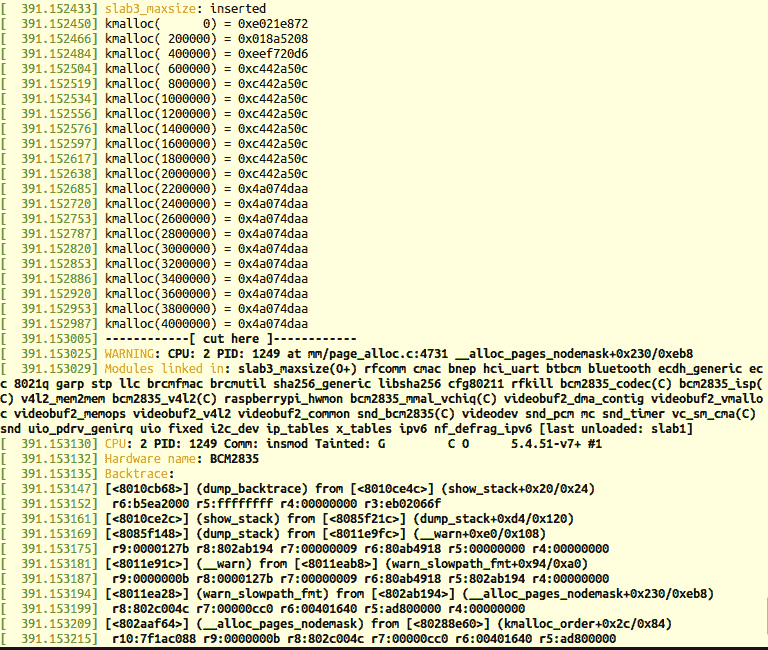 [  391.152433] slab3_maxsize: inserted
[  391.152450] kmalloc(      0) = 0xe021e872
[  391.152466] kmalloc( 200000) = 0x018a5208
[  391.152484] kmalloc( 400000) = 0xeef720d6
[  391.152504] kmalloc( 600000) = 0xc442a50c
[  391.152519] kmalloc( 800000) = 0xc442a50c
[  391.152534] kmalloc(1000000) = 0xc442a50c
[  391.152556] kmalloc(1200000) = 0xc442a50c
[  391.152576] kmalloc(1400000) = 0xc442a50c
[  391.152597] kmalloc(1600000) = 0xc442a50c
[  391.152617] kmalloc(1800000) = 0xc442a50c
[  391.152638] kmalloc(2000000) = 0xc442a50c
[  391.152685] kmalloc(2200000) = 0x4a074daa
[  391.152720] kmalloc(2400000) = 0x4a074daa
[  391.152753] kmalloc(2600000) = 0x4a074daa
[  391.152787] kmalloc(2800000) = 0x4a074daa
[  391.152820] kmalloc(3000000) = 0x4a074daa
[  391.152853] kmalloc(3200000) = 0x4a074daa
[  391.152886] kmalloc(3400000) = 0x4a074daa
[  391.152920] kmalloc(3600000) = 0x4a074daa
[  391.152953] kmalloc(3800000) = 0x4a074daa
[  391.152987] kmalloc(4000000) = 0x4a074daa
[  391.153005] ------------[ cut here ]------------
[  391.153025] WARNING: CPU: 2 PID: 1249 at mm/page_alloc.c:4731 __alloc_pages_nodemask+0x230/0xeb8
[  391.153029] Modules linked in: slab3_maxsize(O+) rfcomm cmac bnep hci_uart btbcm bluetooth ecdh_generic ec
c 8021q garp stp llc brcmfmac brcmutil sha256_generic libsha256 cfg80211 rfkill bcm2835_codec(C) bcm2835_isp(
C) v4l2_mem2mem bcm2835_v4l2(C) raspberrypi_hwmon bcm2835_mmal_vchiq(C) videobuf2_dma_contig videobuf2_vmallo
c videobuf2_memops videobuf2_v4l2 videobuf2_common snd_bcm2835(C) videodev snd_pcm mc snd_timer vc_sm_cma(C)
snd uio_pdrv_genirq uio fixed i2c_dev ip_tables x_tables ipv6 nf_defrag_ipv6 [last unloaded: slab1]
[  391.153130] CPU: 2 PID: 1249 Comm: insmod Tainted: G         C O      5.4.51-v7+ #1
[  391.153132] Hardware name: BCM2835
[  391.153135] Backtrace:
[  391.153147] [<8010cb68>] (dump_backtrace) from [<8010ce4c>] (show_stack+0x20/0x24)
[  391.153152]  r6:b5ea2000 r5:ffffffff r4:00000000 r3:eb02066f
[  391.153161] [<8010ce2c>] (show_stack) from [<8085f21c>] (dump_stack+0xd4/0x120)
[  391.153169] [<8085f148>] (dump_stack) from [<8011e9fc>] (__warn+0xe0/0x108)
[  391.153175]  r9:0000127b r8:802ab194 r7:00000009 r6:80ab4918 r5:00000000 r4:00000000
[  391.153181] [<8011e91c>] (__warn) from [<8011eab8>] (warn_slowpath_fmt+0x94/0xa0)
[  391.153187]  r9:0000000b r8:0000127b r7:00000009 r6:80ab4918 r5:802ab194 r4:00000000
[  391.153194] [<8011ea28>] (warn_slowpath_fmt) from [<802ab194>] (__alloc_pages_nodemask+0x230/0xeb8)
[  391.153199]  r8:802c004c r7:00000cc0 r6:00401640 r5:ad800000 r4:00000000
[  391.153209] [<802aaf64>] (__alloc_pages_nodemask) from [<80288e60>] (kmalloc_order+0x2c/0x84)
[  391.153215]  r10:7f1ac088 r9:0000000b r8:802c004c r7:00000cc0 r6:00401640 r5:ad800000